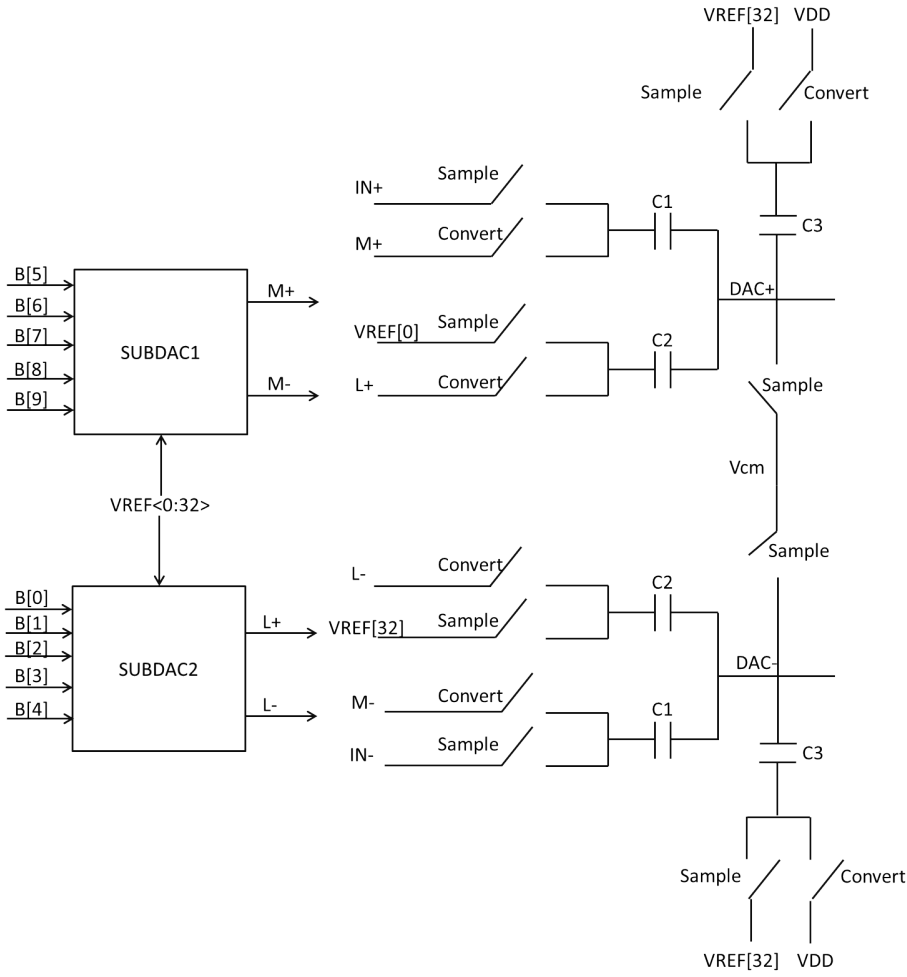 VREF[32] VDD
Sample
Convert
C3
IN+
Sample
M+
Convert
C1
VREF[0]
Sample
L+
Convert
C2
DAC+
B[5]
B[6]
B[7]
B[8]
B[9]
SUBDAC1
M+
M-
Sample
Vcm
Sample
VREF<0:32>
B[0]
B[1]
B[2]
B[3]
B[4]
SUBDAC2
L+
L-
L-
Convert
VREF[32]
Sample
C2
M-
Convert
IN-
Sample
C1
DAC-
C3
Sample
Convert
VREF[32] VDD